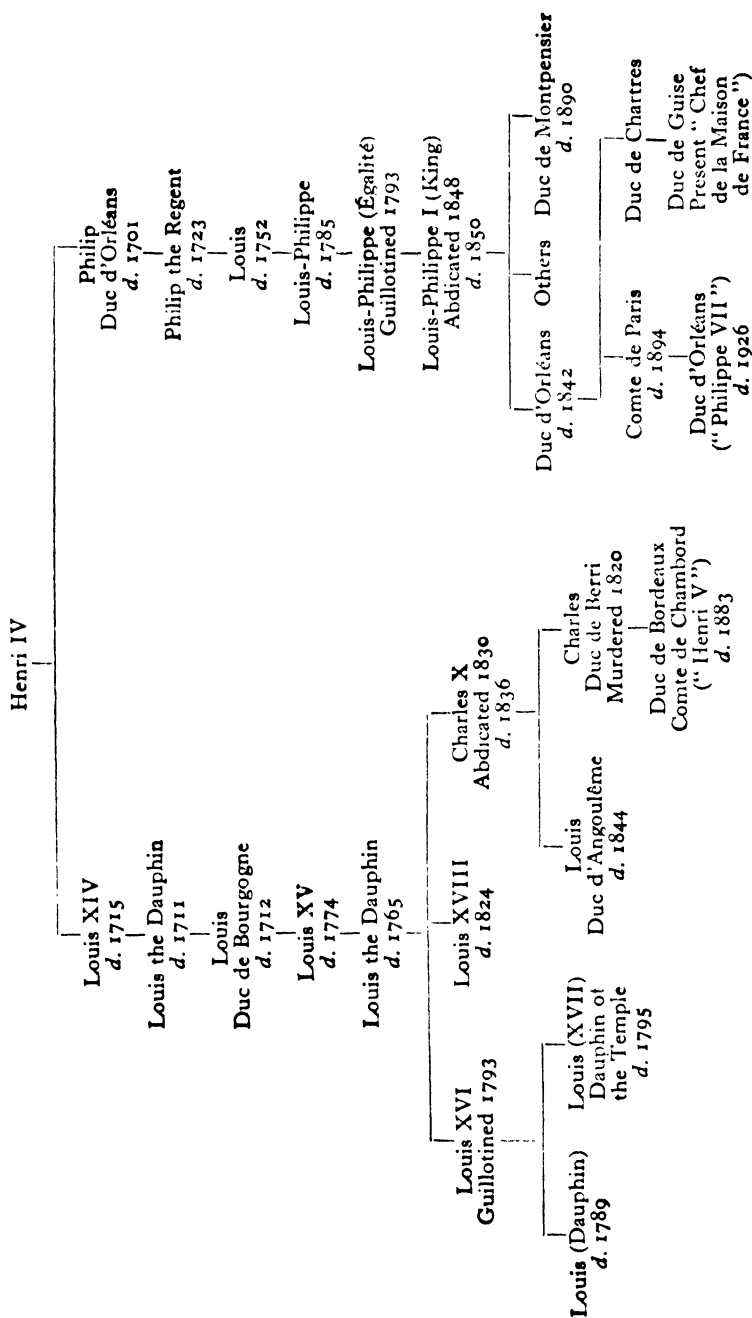 Henri IV
Louis XIV
d. 1715
Louis the Dauphin
d. 1711
Louis
Duc de Bourgogne
d. 1712
Louis XV
d. 1774
Louis the Dauphin
d. 1765
Louis XVI
Guillotined 1793
Louis XVIII
d. 1824
Charles X
Abdicated 1830
d. 1836
Louis (Dauphin)
d. 1789
Louis (XVII)
Dauphin of
the Temple
d. 1795
Louis
Duc d'Angoulême
d. 1844
Charles
Duc de Berri
Murdered 1820
Duc de Bordeaux
Comte de Chambord
("Henri V")
d. 1883
Philip
Duc d'Orléans
d. 1701
Philip the Regent
d. 1723
Louis
d. 1752
Louis-Philippe
d. 1785
Louis-Philippe (Égalité)
Guillotined 1793
Louis-Philippe I (King)
Abdicated 1848
d. 1850
Duc d'Orléans
d. 1842
Others
Duc de Montpensier
d. 1890
Comte de Paris
d. 1894
Duc de Chartres
Duc d'Orléans
("Philippe VII")
d. 1926
Duc de Guise
Present "Chef
de la Maison
de France")